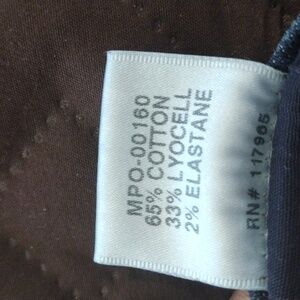 MPO-00160
65% COTTON
33% LYOCELL
2% ELASTANE
RN# 117965